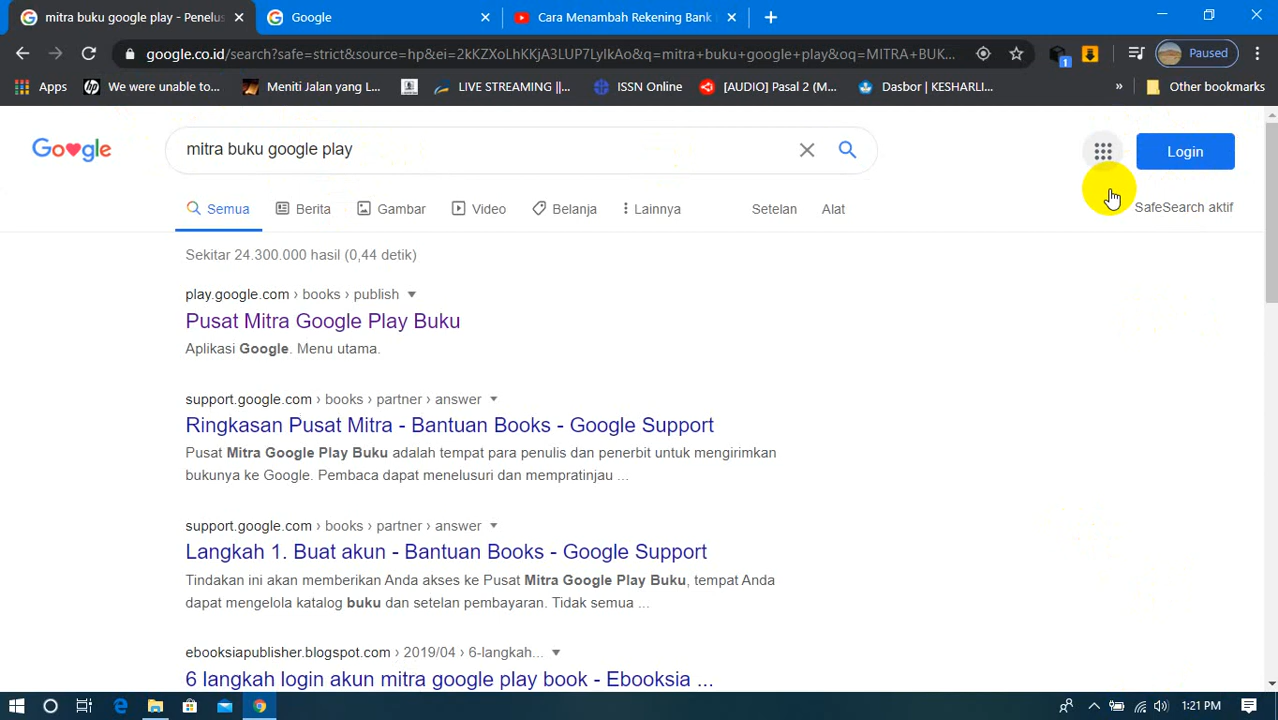 mitra buku google play - Penelus
Google
Cara Menambah Rekening Bank
google.co.id/search?safe=strict&source=hp&ei=2kKZXoLhKKjA3LUP7LyIkAo&q=mitra+buku+google+play&oq=MITRA+BUK...
Paused
Apps
We were unable to...
Meniti Jalan yang L...
LIVE STREAMING ||...
ISSN Online
[AUDIO] Pasal 2 (M...
Dasbor | KESHARLI...
»
Other bookmarks
Google
mitra buku google play
Login
Semua
Berita
Gambar
Video
Belanja
Lainnya
Setelan
Alat
SafeSearch aktif
Sekitar 24.300.000 hasil (0,44 detik)
play.google.com › books › publish
Pusat Mitra Google Play Buku
Aplikasi Google. Menu utama.
support.google.com › books › partner › answer
Ringkasan Pusat Mitra - Bantuan Books - Google Support
Pusat Mitra Google Play Buku adalah tempat para penulis dan penerbit untuk mengirimkan
bukunya ke Google. Pembaca dapat menelusuri dan mempratinjau ...
support.google.com › books › partner › answer
Langkah 1. Buat akun - Bantuan Books - Google Support
Tindakan ini akan memberikan Anda akses ke Pusat Mitra Google Play Buku, tempat Anda
dapat mengelola katalog buku dan setelan pembayaran. Tidak semua ...
ebooksiapublisher.blogspot.com › 2019/04 › 6-langkah...
6 langkah login akun mitra google play book - Ebooksia ...
1:21 PM